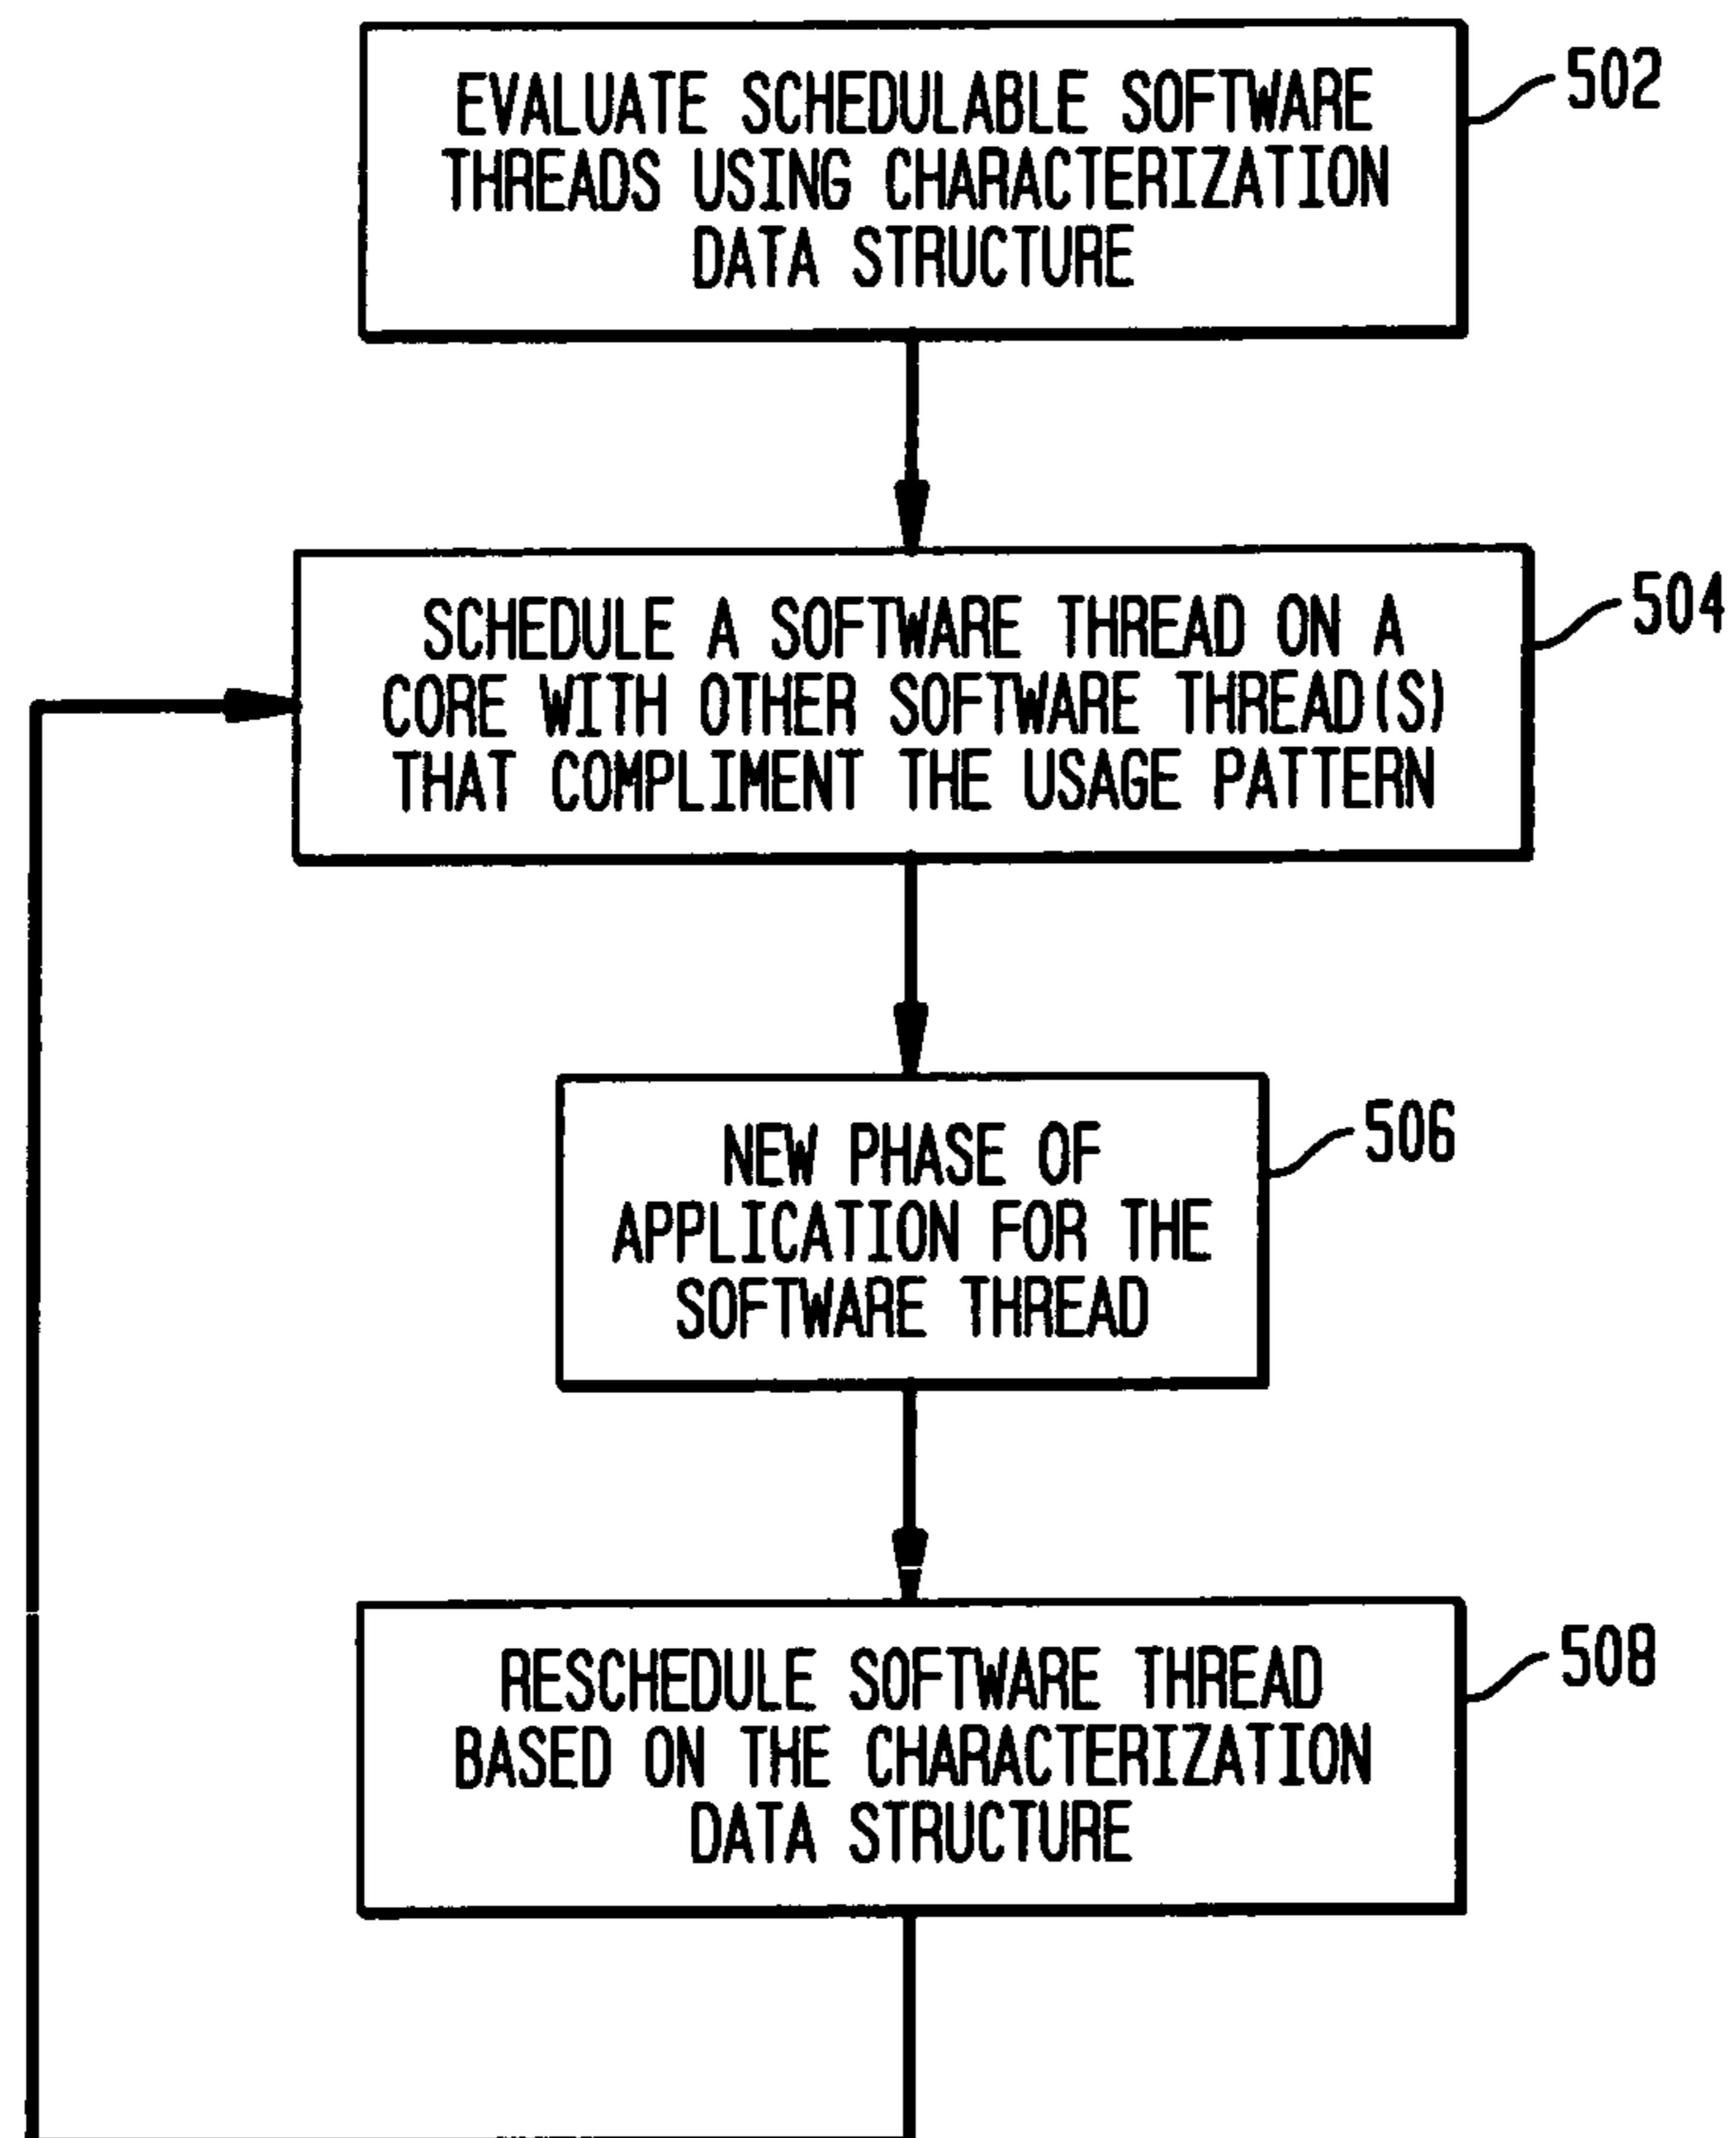 EVALUATE SCHEDULABLE SOFTWARE
THREADS USING CHARACTERIZATION
DATA STRUCTURE
502
SCHEDULE A SOFTWARE THREAD ON A
CORE WITH OTHER SOFTWARE THREAD(S)
THAT COMPLIMENT THE USAGE PATTERN
504
NEW PHASE OF
APPLICATION FOR THE
SOFTWARE THREAD
506
RESCHEDULE SOFTWARE THREAD
BASED ON THE CHARACTERIZATION
DATA STRUCTURE
508